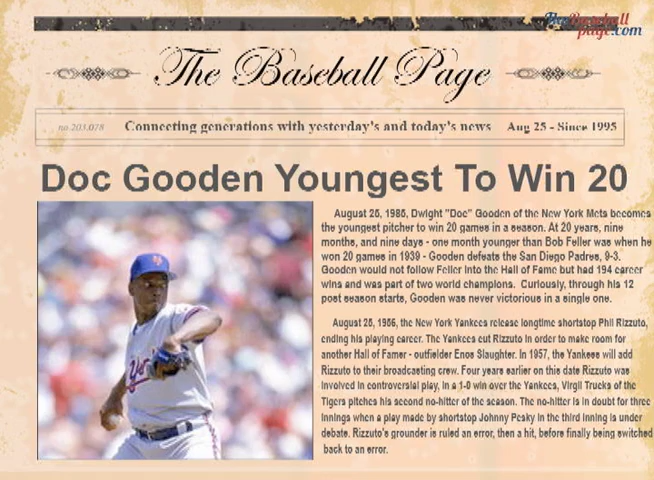 The Baseball
page.com
The Baseball Page
no 203,078 Connecting generations with yesterday's and today's news Aug 25 - Since 1995
Doc Gooden Youngest To Win 20
August 25, 1985, Dwight "Doc" Gooden of the New York Mets becomes
the youngest pitcher to win 20 games in a season. At 20 years, nine
months, and nine days - one month younger than Bob Feller was when he
won 20 games in 1939 - Gooden defeats the San Diego Padres, 9-3.
Gooden would not follow Feller into the Hall of Fame but had 194 career
wins and was part of two world champions. Curiously, through his 12
post season starts, Gooden was never victorious in a single one.
August 25, 1956, the New York Yankees release longtime shortstop Phil Rizzuto,
ending his playing career. The Yankees cut Rizzuto in order to make room for
another Hall of Famer - outfielder Enos Slaughter. In 1957, the Yankees will add
Rizzuto to their broadcasting crew. Four years earlier on this date Rizzuto was
involved in controversial play, in a 1-0 win over the Yankees, Virgil Trucks of the
Tigers pitches his second no-hitter of the season. The no-hitter is in doubt for three
innings when a play made by shortstop Johnny Pesky in the third inning is under
debate. Rizzuto's grounder is ruled an error, then a hit, before finally being switched
back to an error.